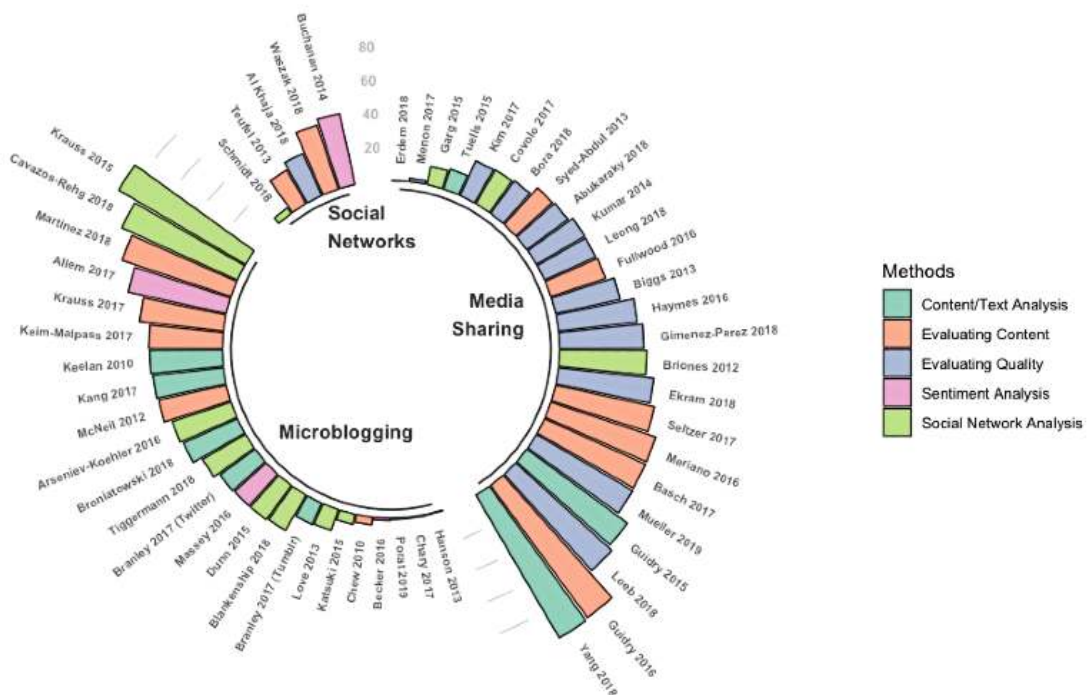 80
60
40
20
Buchanan 2014
Waszak 2018
Al Khaja 2018
Teufel 2013
Schmidt 2018
Social
Networks
Erdem 2018
Menon 2017
Garg 2015
Tuells 2015
Kim 2017
Covolo 2017
Bora 2018
Syed-Abdul 2013
Abukaraky 2018
Kumar 2014
Leong 2018
Fullwood 2016
Biggs 2013
Haymes 2016
Gimenez-Perez 2018
Briones 2012
Ekram 2018
Seltzer 2017
Meriano 2016
Basch 2017
Mueller 2019
Guidry 2015
Loeb 2018
Guidry 2016
Yang 2018
Media
Sharing
Hanson 2013
Chary 2017
Porat 2019
Becker 2016
Chew 2010
Katsuki 2015
Love 2013
Branley 2017 (Tumblr)
Blankenship 2018
Dunn 2015
Massey 2016
Branley 2017 (Twitter)
Tiggermann 2018
Broniatowski 2018
Arseniev-Koehler 2016
McNeil 2012
Kang 2017
Keelan 2010
Keim-Malpass 2017
Krauss 2017
Allem 2017
Martinez 2018
Cavazos-Rehg 2018
Krauss 2015
Microblogging
Methods
Content/Text Analysis
Evaluating Content
Evaluating Quality
Sentiment Analysis
Social Network Analysis